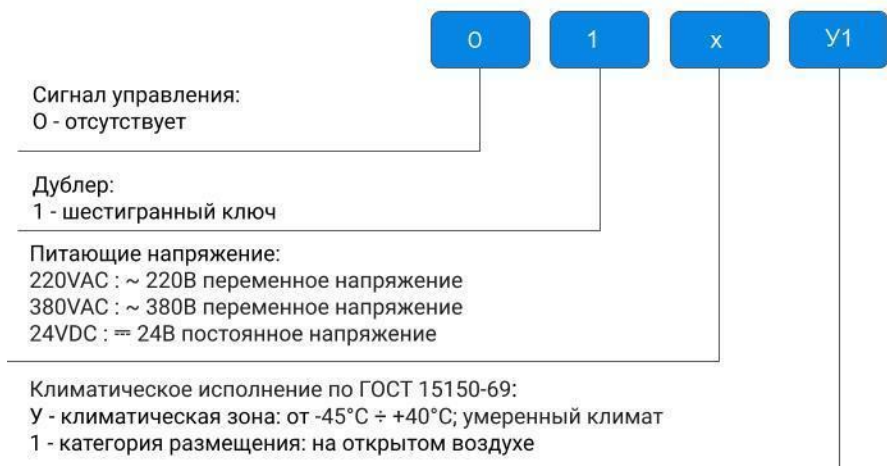 0 1 x У1
Сигнал управления:
О - отсутствует
Дублер:
1 - шестигранный ключ
Питающие напряжение:
220VAC : ~ 220В переменное напряжение
380VAC : ~ 380В переменное напряжение
24VDC : ⎓ 24В постоянное напряжение
Климатическое исполнение по ГОСТ 15150-69:
У - климатическая зона: от -45°C ÷ +40°C; умеренный климат
1 - категория размещения: на открытом воздухе